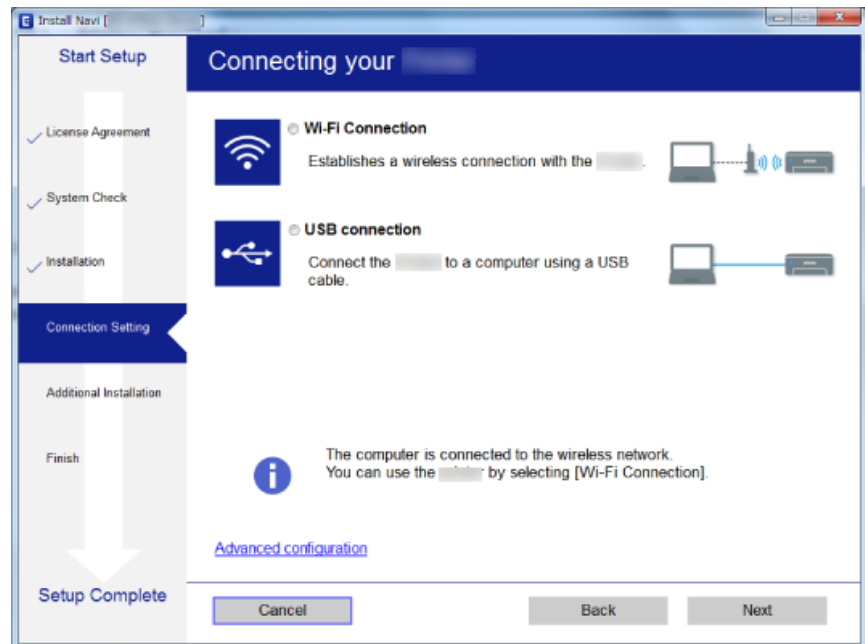 Install Navi [ ]
Start Setup
Connecting your
License Agreement
System Check
Installation
Connection Setting
Additional Installation
Finish
Setup Complete
Wi-Fi Connection
Establishes a wireless connection with the .
USB connection
Connect the to a computer using a USB
cable.
The computer is connected to the wireless network.
You can use the by selecting [Wi-Fi Connection].
Advanced configuration
Cancel
Back
Next